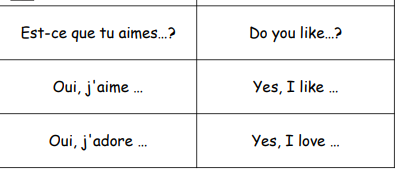 Est-ce que tu aimes...? Do you like...?
Oui, j'aime ... Yes, I like ...
Oui, j'adore ... Yes, I love ...